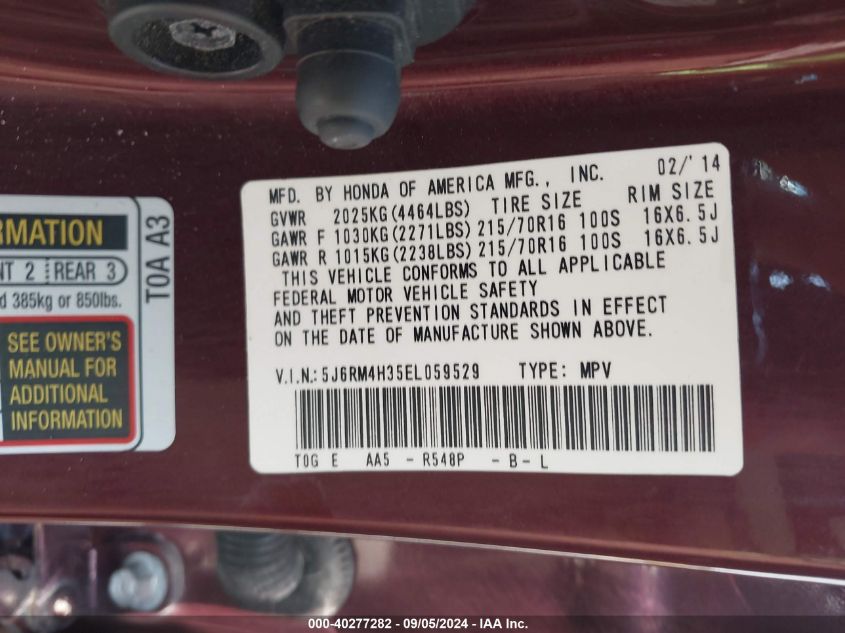 MFD. BY HONDA OF AMERICA MFG., INC. 02/'14
GVWR 2025KG(4464LBS) TIRE SIZE RIM SIZE
GAWR F 1030KG(2271LBS) 215/70R16 100S 16X6.5J
GAWR R 1015KG(2238LBS) 215/70R16 100S 16X6.5J
THIS VEHICLE CONFORMS TO ALL APPLICABLE
FEDERAL MOTOR VEHICLE SAFETY
AND THEFT PREVENTION STANDARDS IN EFFECT
ON THE DATE OF MANUFACTURE SHOWN ABOVE.
V.I.N.: 5J6RM4H35EL059529 TYPE: MPV
T0G E AA5 - R548P - B - L
2 REAR 3
385kg or 850lbs.
SEE OWNER'S
MANUAL FOR
ADDITIONAL
INFORMATION
T0A A3
000-40277282 - 09/05/2024 - IAA Inc.